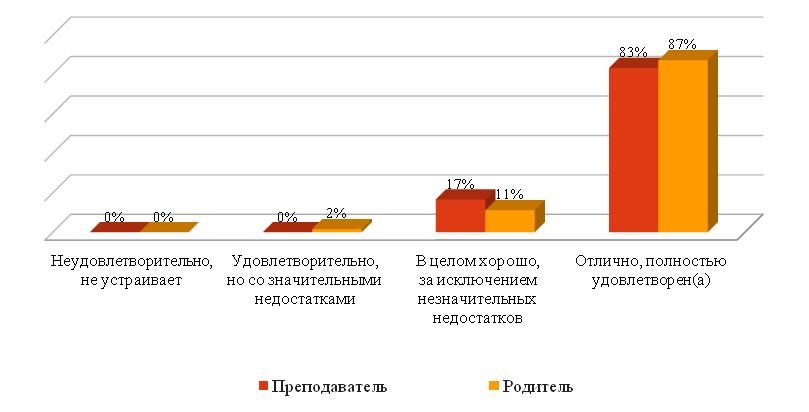 83%
87%
17%
11%
0%
0%
0%
2%
Неудовлетворительно,
не устраивает
Удовлетворительно,
но со значительными
недостатками
В целом хорошо,
за исключением
незначительных
недостатков
Отлично, полностью
удовлетворен(а)
Преподаватель
Родитель